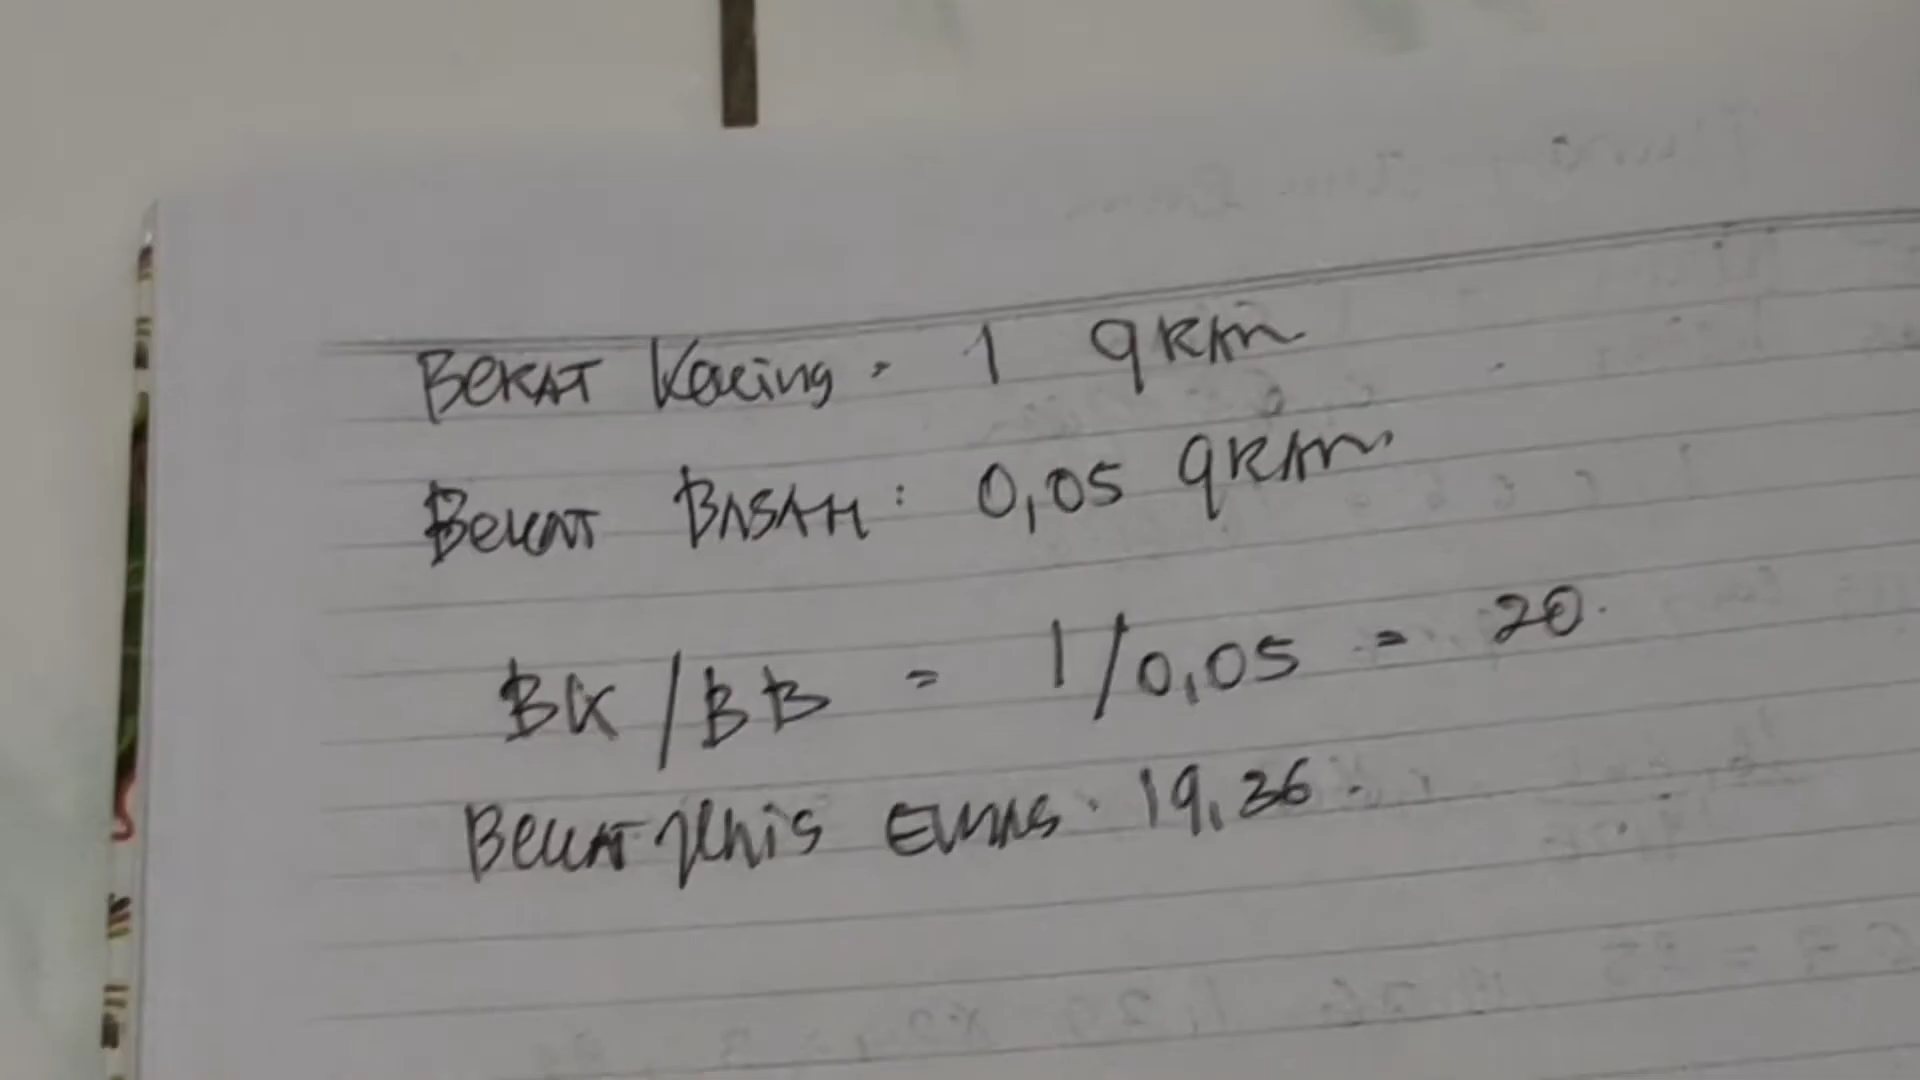 BERAT Kering : 1 gram
Berat BASAH : 0,05 gram
BK / BB = 1 / 0,05 = 20
Berat Jenis Emas : 19,36